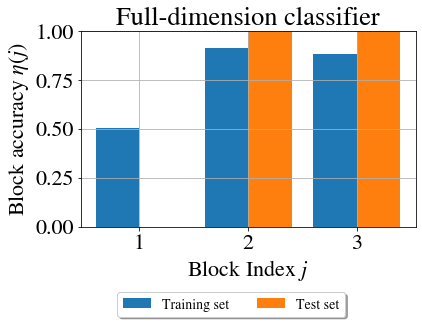 Full-dimension classifier
Block accuracy η(j)
1.00
0.75
0.50
0.25
0.00
1 2 3
Block Index j
Training set Test set